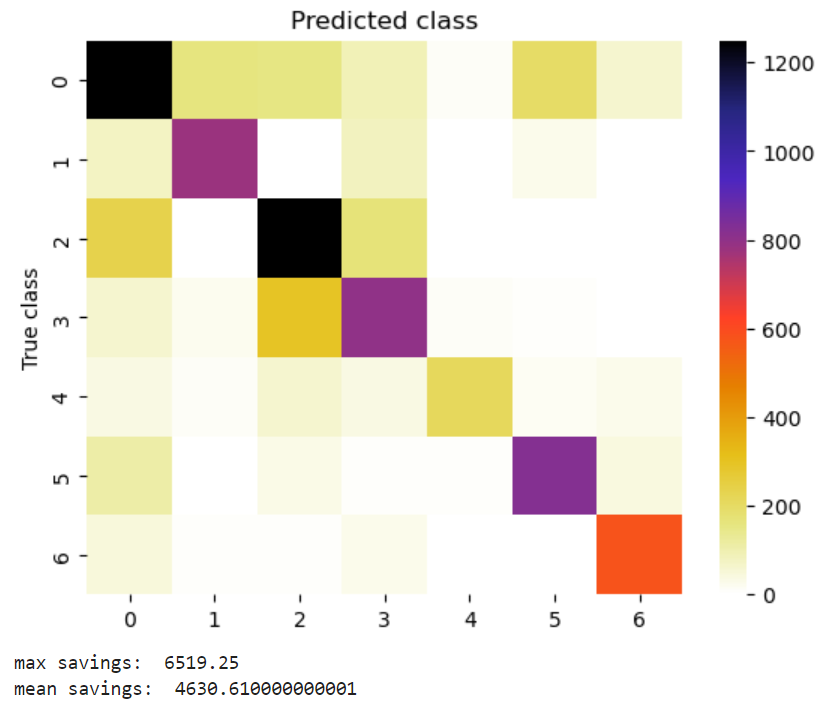 Predicted class
True class
0
1
2
3
4
5
6
0 1 2 3 4 5 6
1200
1000
800
600
400
200
0
max savings:  6519.25
mean savings:  4630.610000000001